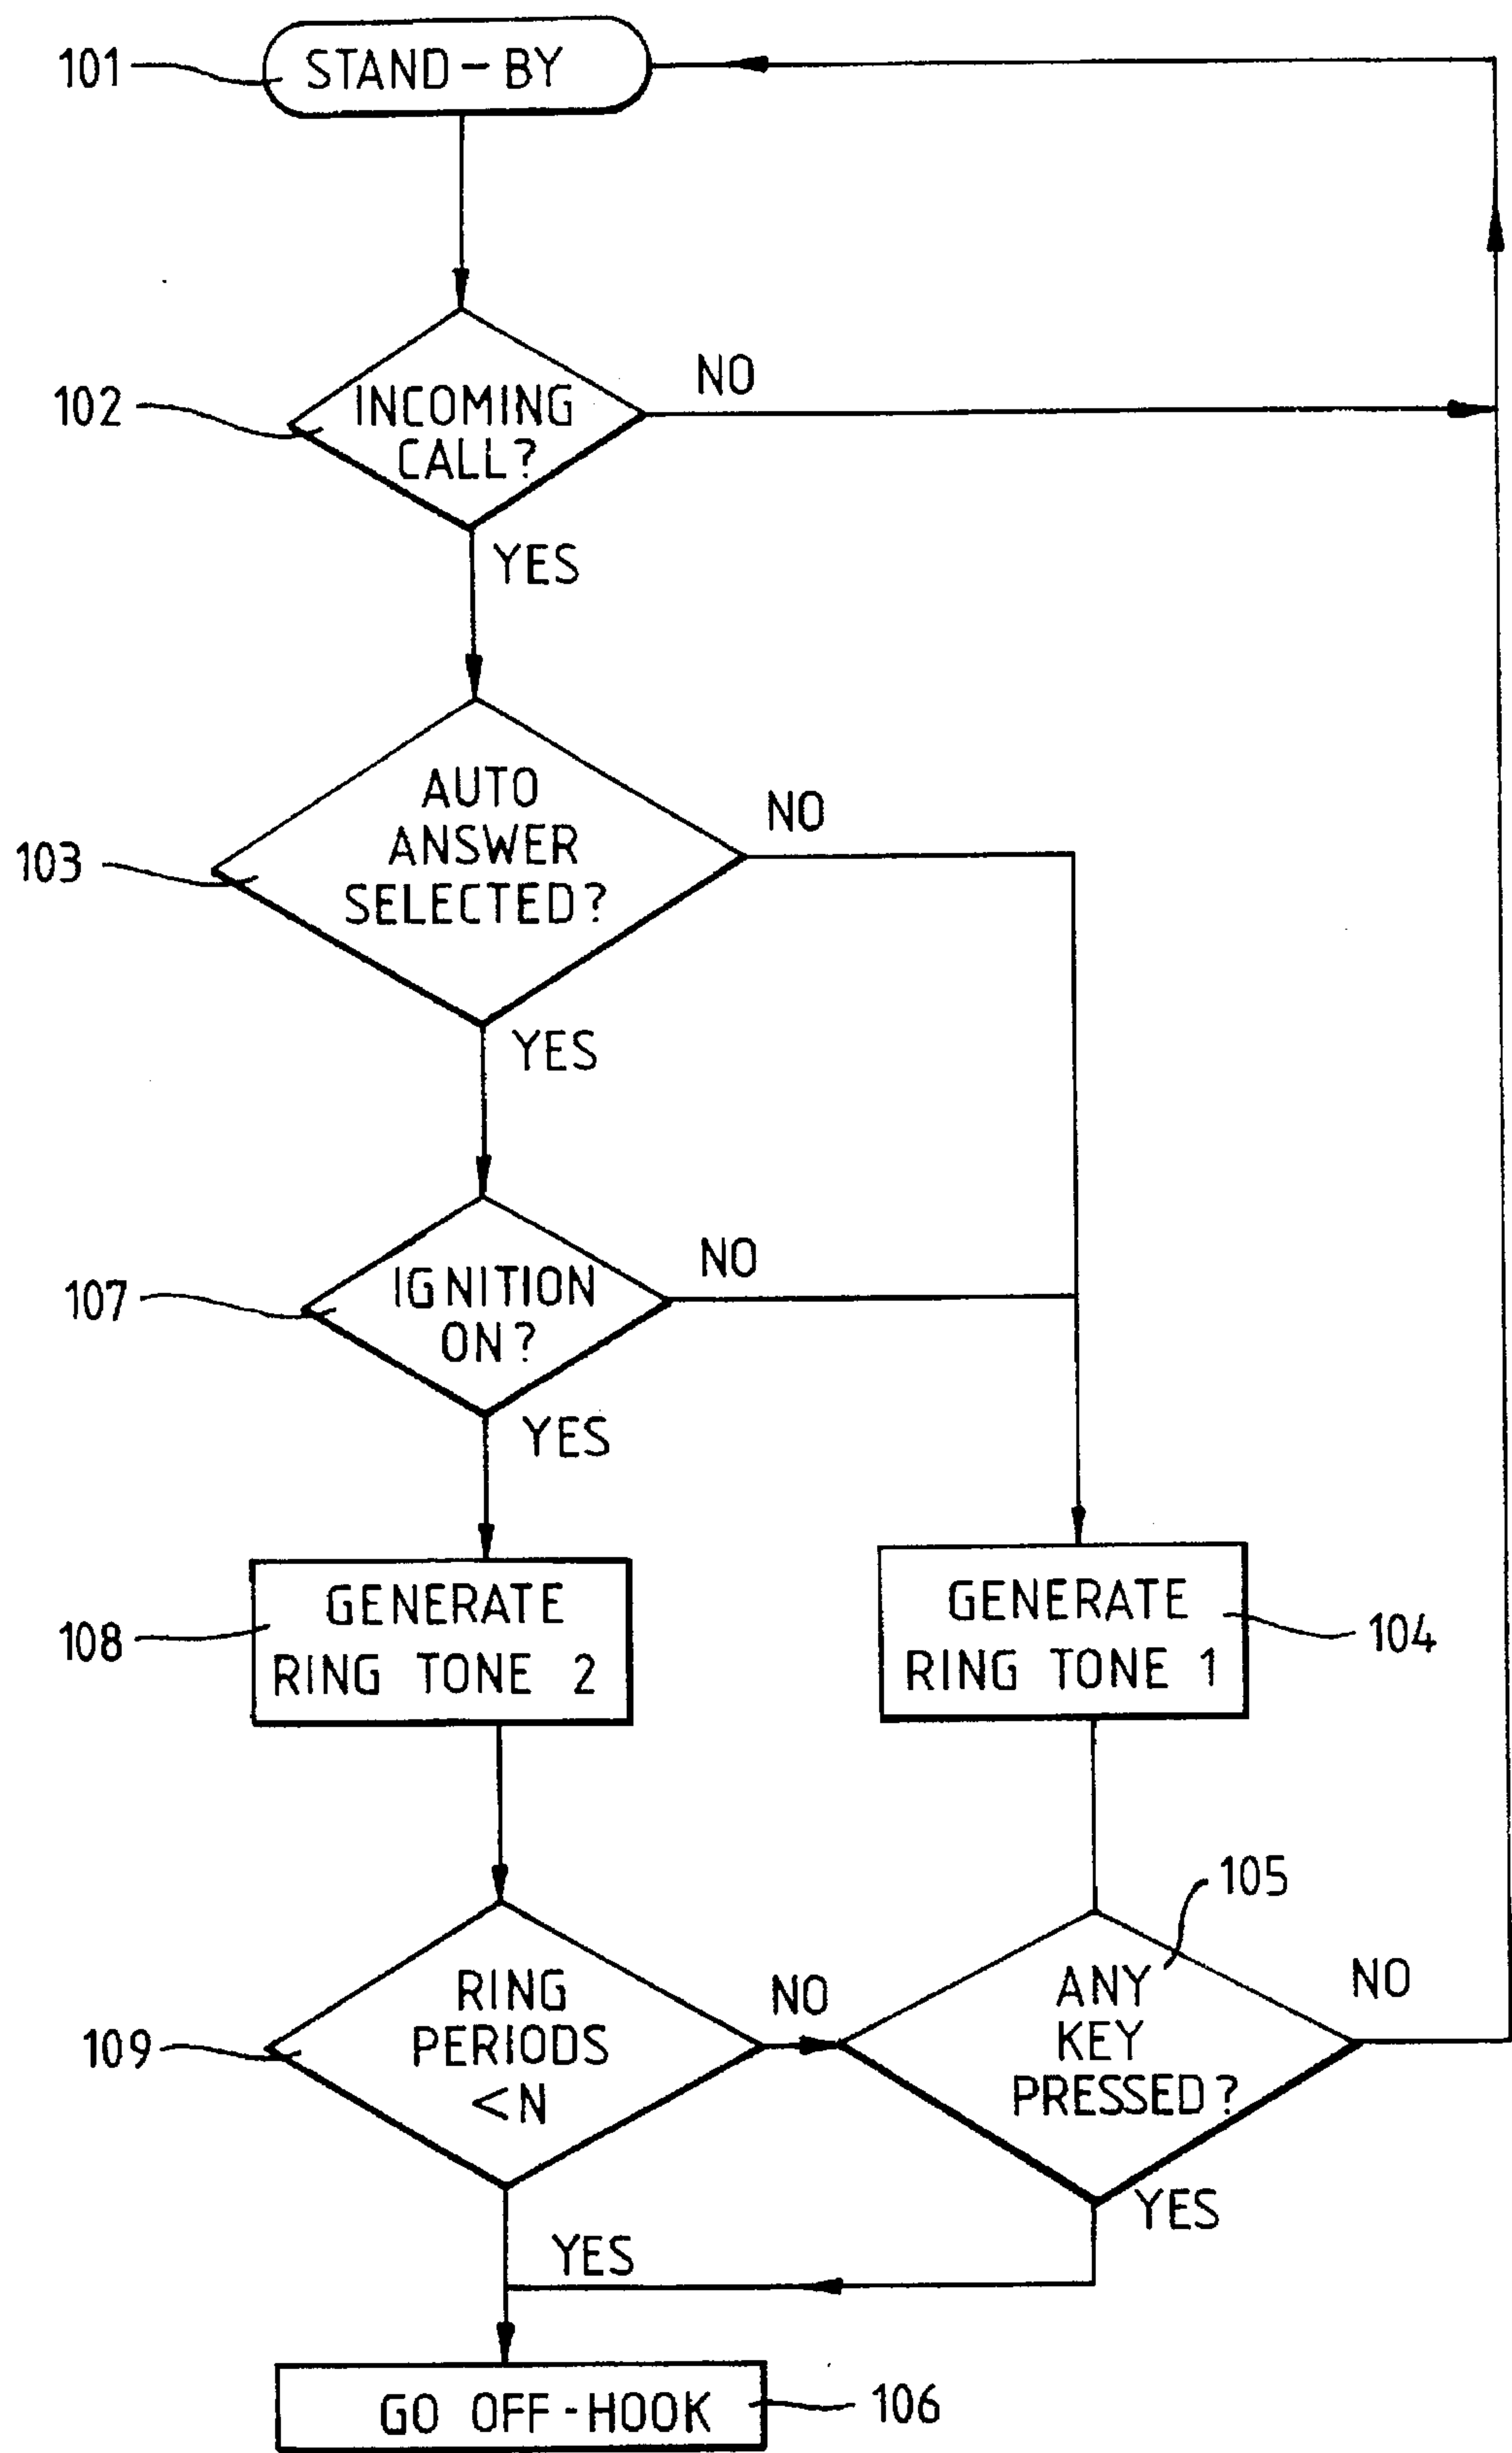 101
STAND-BY
102
INCOMING
CALL?
NO
YES
103
AUTO
ANSWER
SELECTED?
NO
YES
107
IGNITION
ON?
NO
YES
108
GENERATE
RING TONE 2
GENERATE
RING TONE 1
104
105
109
RING
PERIODS
<N
NO
ANY
KEY
PRESSED?
NO
YES
YES
GO OFF-HOOK
106